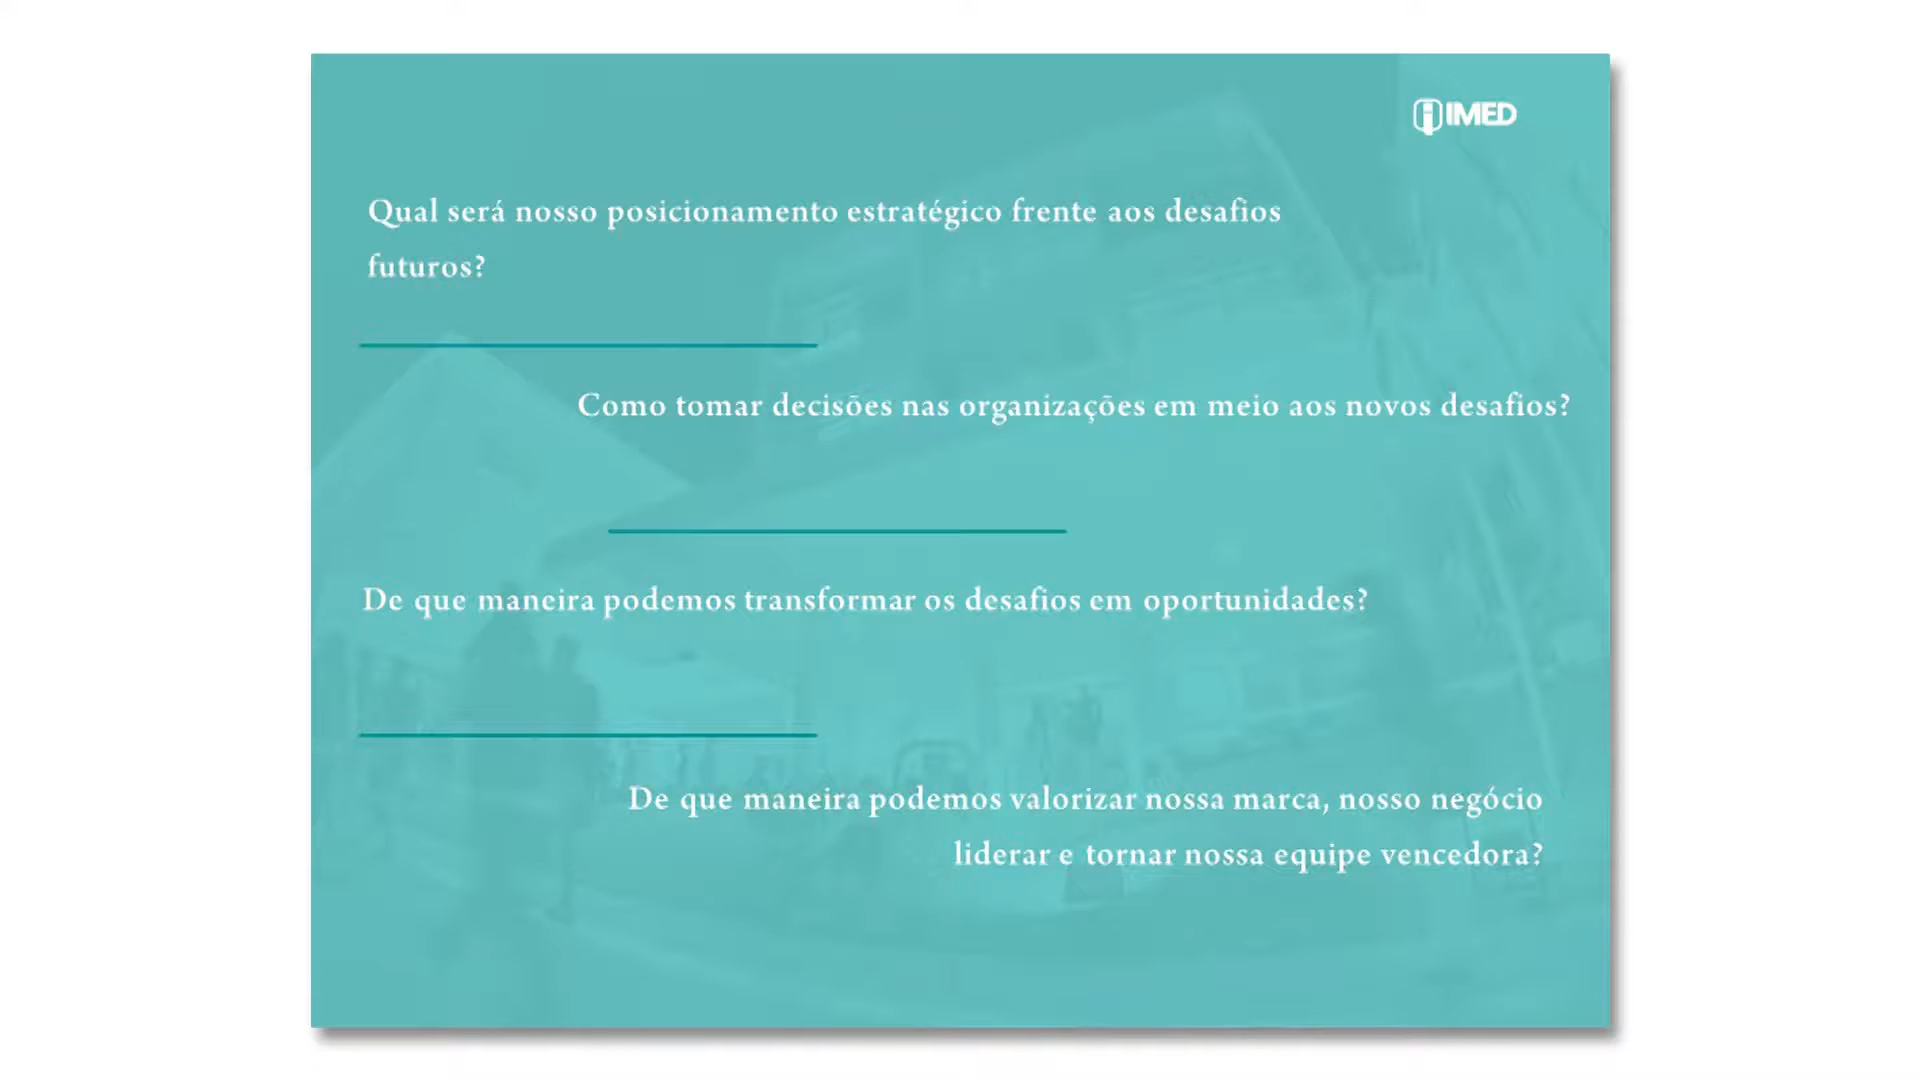 IMED
Qual será nosso posicionamento estratégico frente aos desafios
futuros?
Como tomar decisões nas organizações em meio aos novos desafios?
De que maneira podemos transformar os desafios em oportunidades?
De que maneira podemos valorizar nossa marca, nosso negócio
liderar e tornar nossa equipe vencedora?